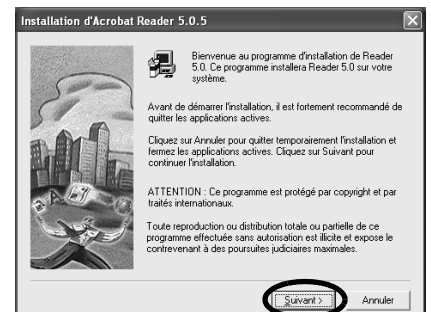 Installation d'Acrobat Reader 5.0.5
Bienvenue au programme d'installation de Reader
5.0. Ce programme installera Reader 5.0 sur votre
système.
Avant de démarrer l'installation, il est fortement recommandé de
quitter les applications actives.
Cliquez sur Annuler pour quitter temporairement l'installation et
fermez les applications actives. Cliquez sur Suivant pour
continuer l'installation.
ATTENTION : Ce programme est protégé par copyright et par
traités internationaux.
Toute reproduction ou distribution totale ou partielle de ce
programme effectuée sans autorisation est illicite et expose le
contrevenant à des poursuites judiciaires maximales.
Suivant > Annuler